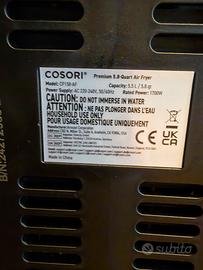 COSORI
Premium 5.8-Quart Air Fryer
Model: CP158-AF
Capacity: 5.5 L / 5.8 qt
Power Supply: AC 220-240V, 50/60Hz
Rated Power: 1700W
CAUTION: DO NOT IMMERSE IN WATER
ATTENTION : NE PAS PLONGER DANS L'EAU
HOUSEHOLD USE ONLY
POUR USAGE DOMESTIQUE UNIQUEMENT
Made in China
subito